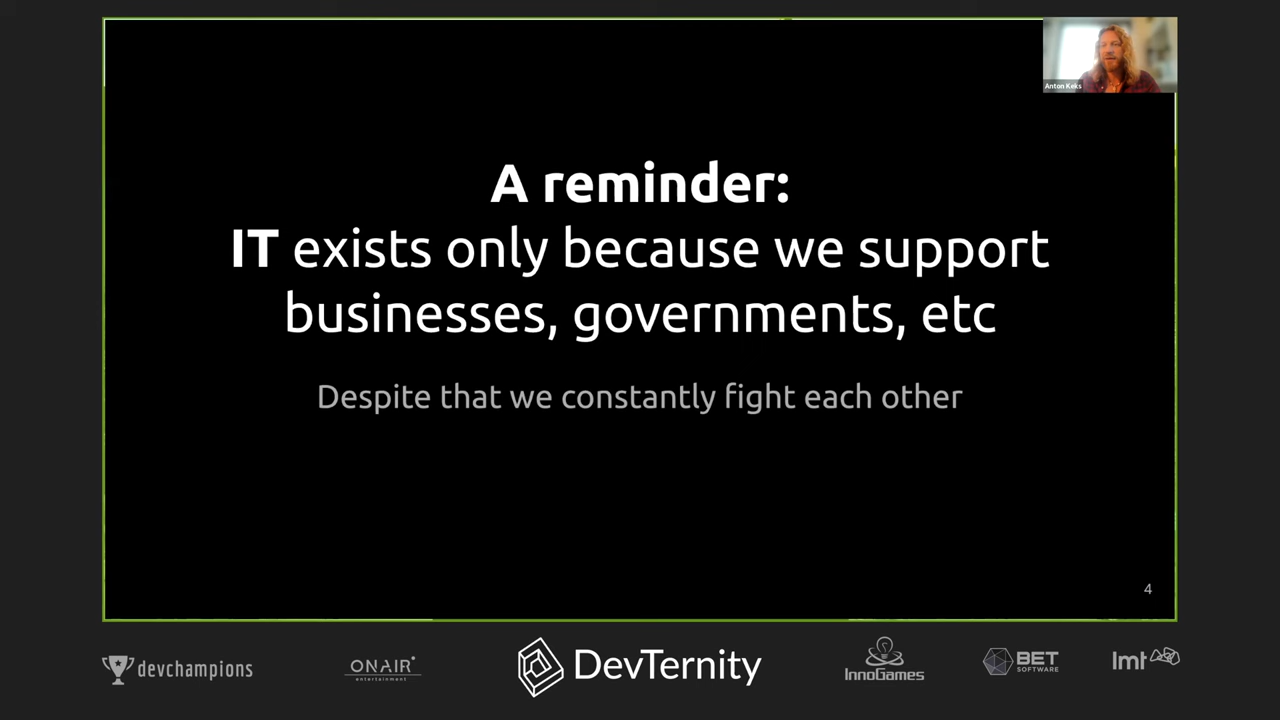 Anton Keks
A reminder:
IT exists only because we support
businesses, governments, etc
Despite that we constantly fight each other
4
devchampions
ONAIR
entertainment
DevTernity
InnoGames
BET
SOFTWARE
lmt